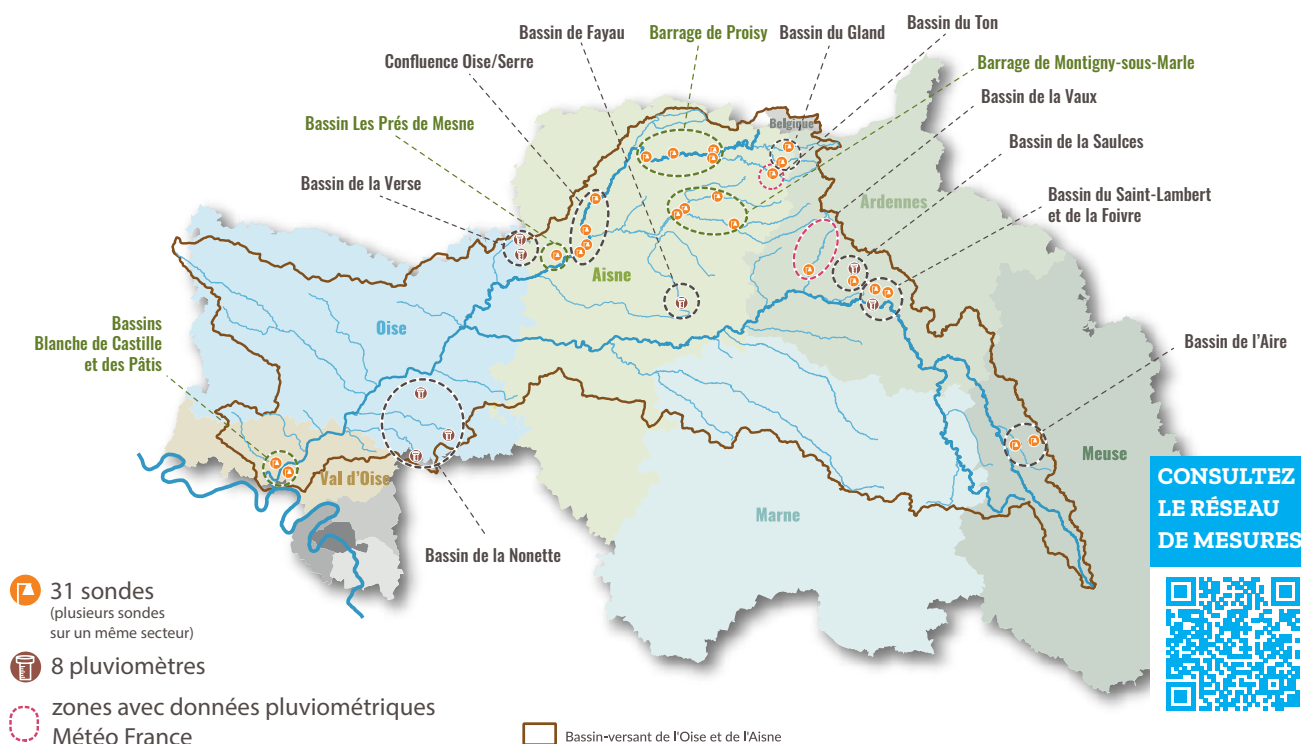 Bassin du Ton
Bassin de Fayau
Barrage de Proisy
Bassin du Gland
Confluence Oise/Serre
Barrage de Montigny-sous-Marle
Bassin de la Vaux
Bassin Les Prés de Mesne
Belgique
Bassin de la Saulces
Bassin de la Verse
Bassin du Saint-Lambert
et de la Foivre
Ardennes
Aisne
Oise
Bassins
Blanche de Castille
et des Pâtis
Bassin de l'Aire
Val d'Oise
Meuse
Marne
Bassin de la Nonette
CONSULTEZ
LE RÉSEAU
DE MESURES
31 sondes
(plusieurs sondes
sur un même secteur)
8 pluviomètres
zones avec données pluviométriques
Météo France
Bassin-versant de l'Oise et de l'Aisne